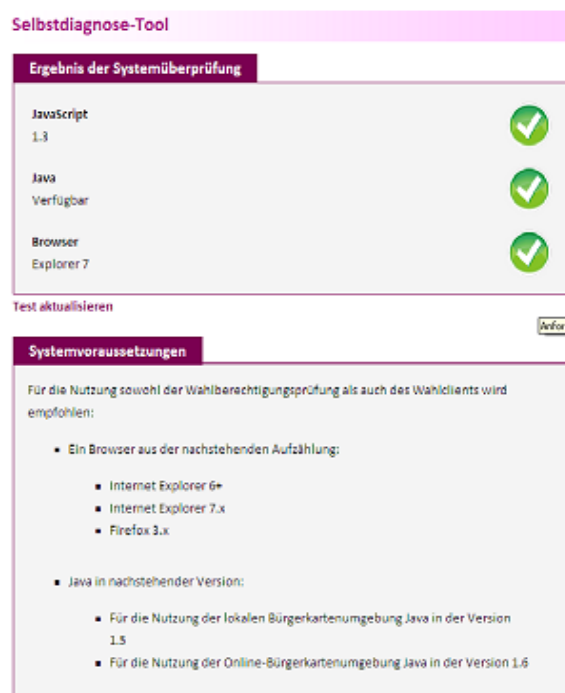 Selbstdiagnose-Tool
Ergebnis der Systemüberprüfung
JavaScript
1.3
Java
Verfügbar
Browser
Explorer 7
Test aktualisieren
Anfor
Systemvoraussetzungen
Für die Nutzung sowohl der Wahlberechtigungsprüfung als auch des Wahlclients wird
empfohlen:
Ein Browser aus der nachstehenden Aufzählung:
Internet Explorer 6+
Internet Explorer 7.x
Firefox 3.x
Java in nachstehender Version:
Für die Nutzung der lokalen Bürgerkartenumgebung Java in der Version
1.5
Für die Nutzung der Online-Bürgerkartenumgebung Java in der Version 1.6